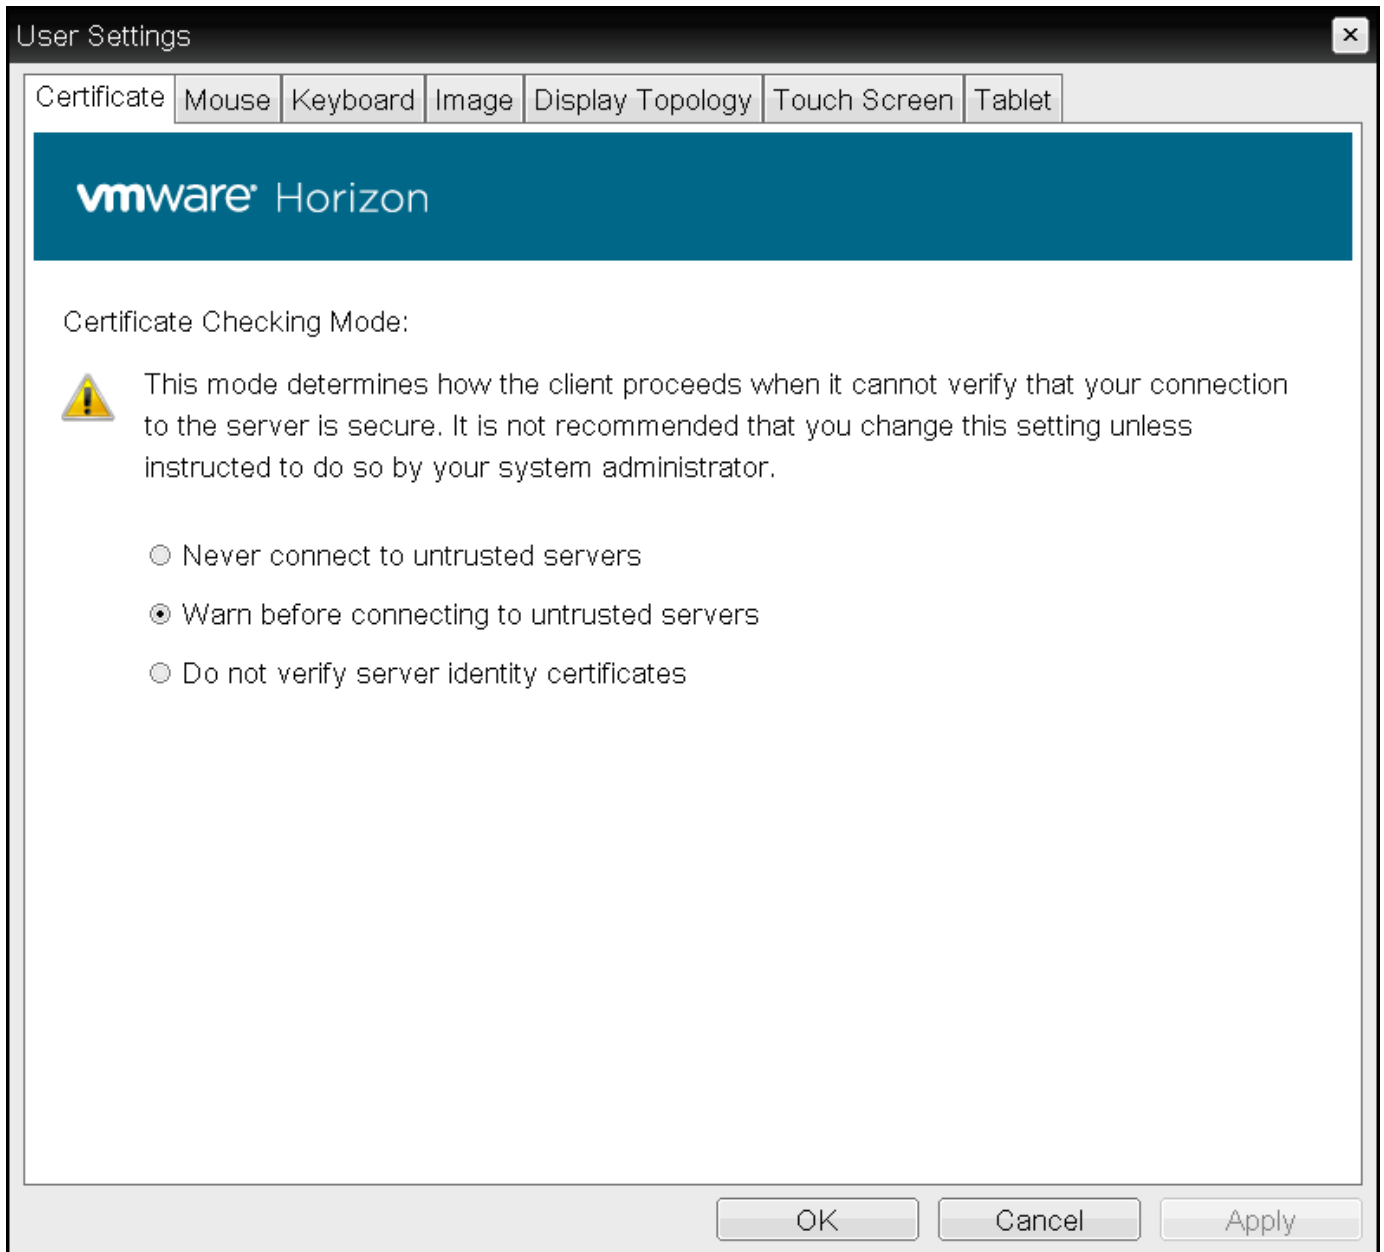 User Settings
Certificate Mouse Keyboard Image Display Topology Touch Screen Tablet
vmware® Horizon
Certificate Checking Mode:
This mode determines how the client proceeds when it cannot verify that your connection
to the server is secure. It is not recommended that you change this setting unless
instructed to do so by your system administrator.
Never connect to untrusted servers
Warn before connecting to untrusted servers
Do not verify server identity certificates
OK Cancel Apply